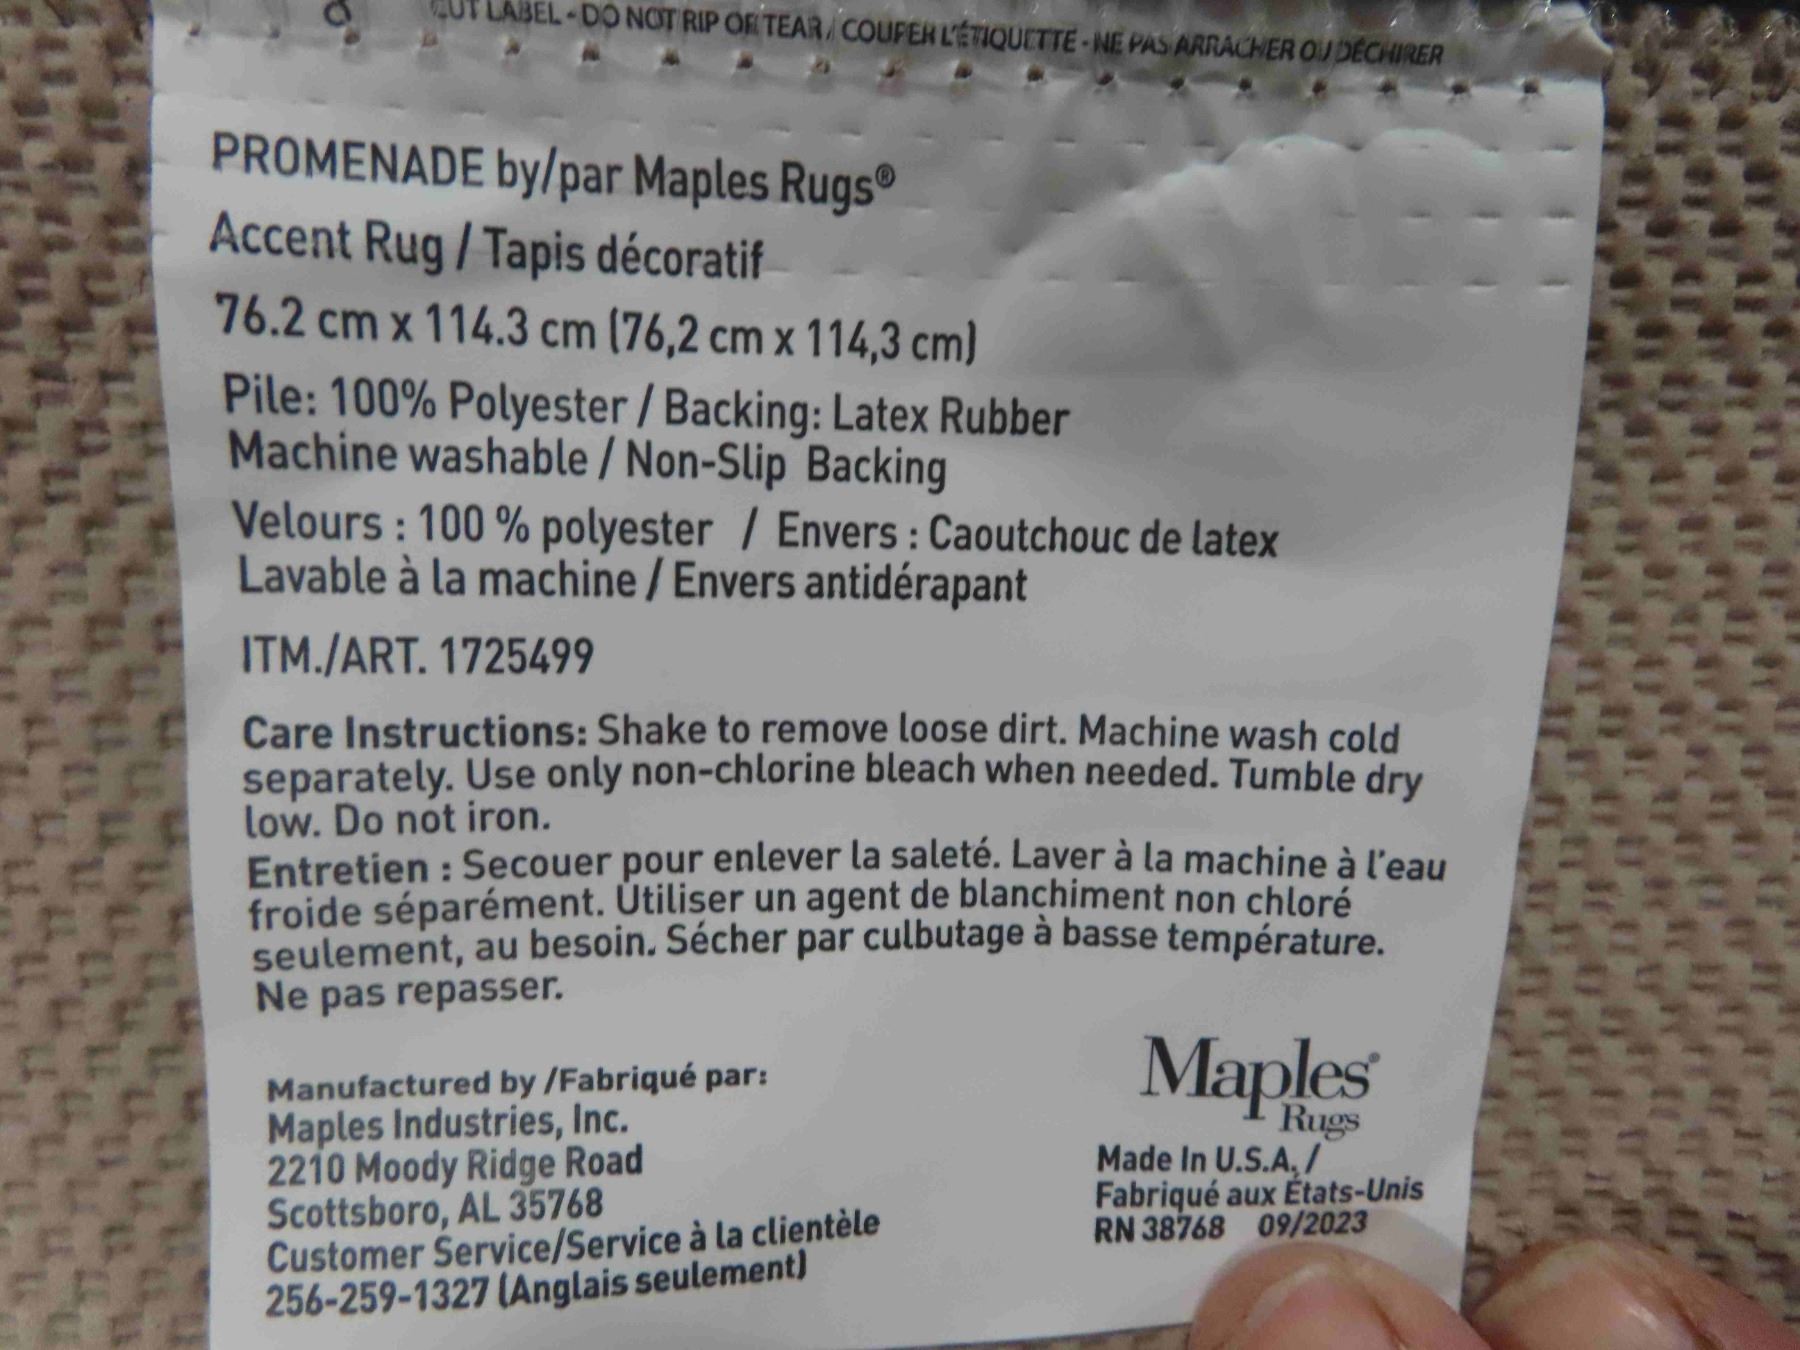 CUT LABEL - DO NOT RIP OR TEAR / COUPER L'ÉTIQUETTE - NE PAS ARRACHER OU DÉCHIRER
PROMENADE by/par Maples Rugs®
Accent Rug / Tapis décoratif
76.2 cm x 114.3 cm (76,2 cm x 114,3 cm)
Pile: 100% Polyester / Backing: Latex Rubber
Machine washable / Non-Slip Backing
Velours : 100 % polyester / Envers : Caoutchouc de latex
Lavable à la machine / Envers antidérapant
ITM./ART. 1725499
Care Instructions: Shake to remove loose dirt. Machine wash cold
separately. Use only non-chlorine bleach when needed. Tumble dry
low. Do not iron.
Entretien : Secouer pour enlever la saleté. Laver à la machine à l'eau
froide séparément. Utiliser un agent de blanchiment non chloré
seulement, au besoin. Sécher par culbutage à basse température.
Ne pas repasser.
Manufactured by /Fabriqué par:
Maples Industries, Inc.
2210 Moody Ridge Road
Scottsboro, AL 35768
Customer Service/Service à la clientèle
256-259-1327 (Anglais seulement)
Maples®
Rugs
Made In U.S.A. /
Fabriqué aux États-Unis
RN 38768 09/2023